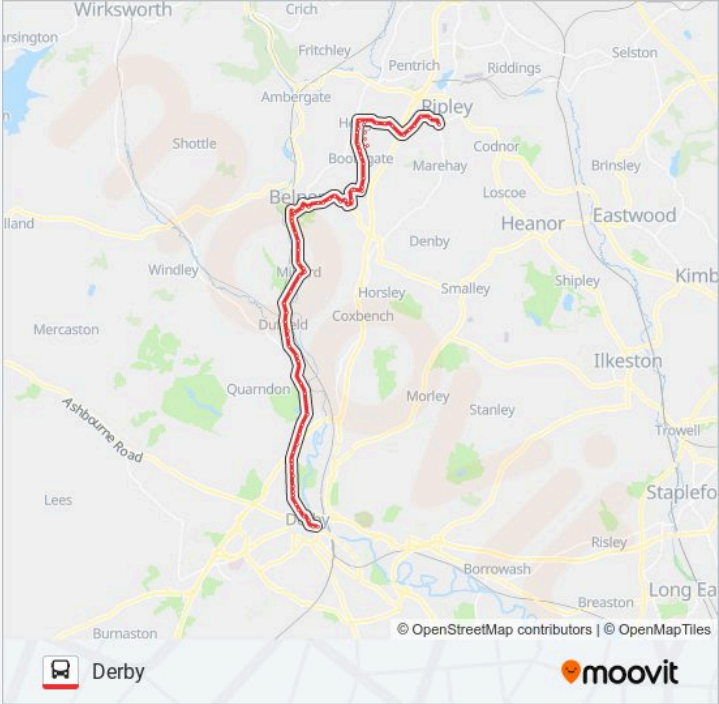 Wirksworth
Crich
arsington
Fritchley
Selston
Pentrich
Riddings
Ambergate
Ripley
Shottle
Codnor
Marehay
Brinsley
Loscoe
Eastwood
lland
Heanor
Denby
Windley
Kimb
Shipley
Horsley
Smalley
Coxbench
Mercaston
Ilkeston
Quarndon
Morley
Stanley
Ashbourne Road
Trowell
Staplefo
Lees
Derby
Risley
Borrowash
Long Ea
Breaston
Burnaston
© OpenStreetMap contributors | © OpenMapTiles
Derby
moovit